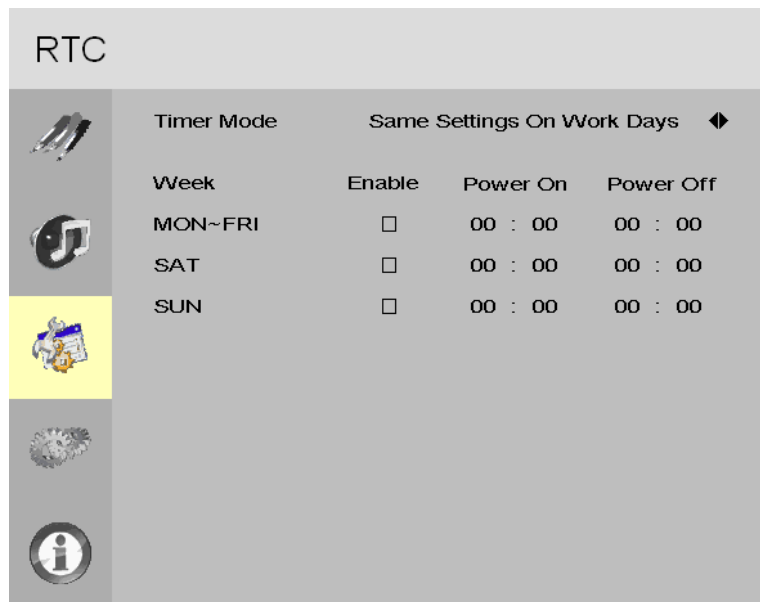 RTC
Timer Mode Same Settings On Work Days
Week Enable Power On Power Off
MON~FRI 00 : 00 00 : 00
SAT 00 : 00 00 : 00
SUN 00 : 00 00 : 00